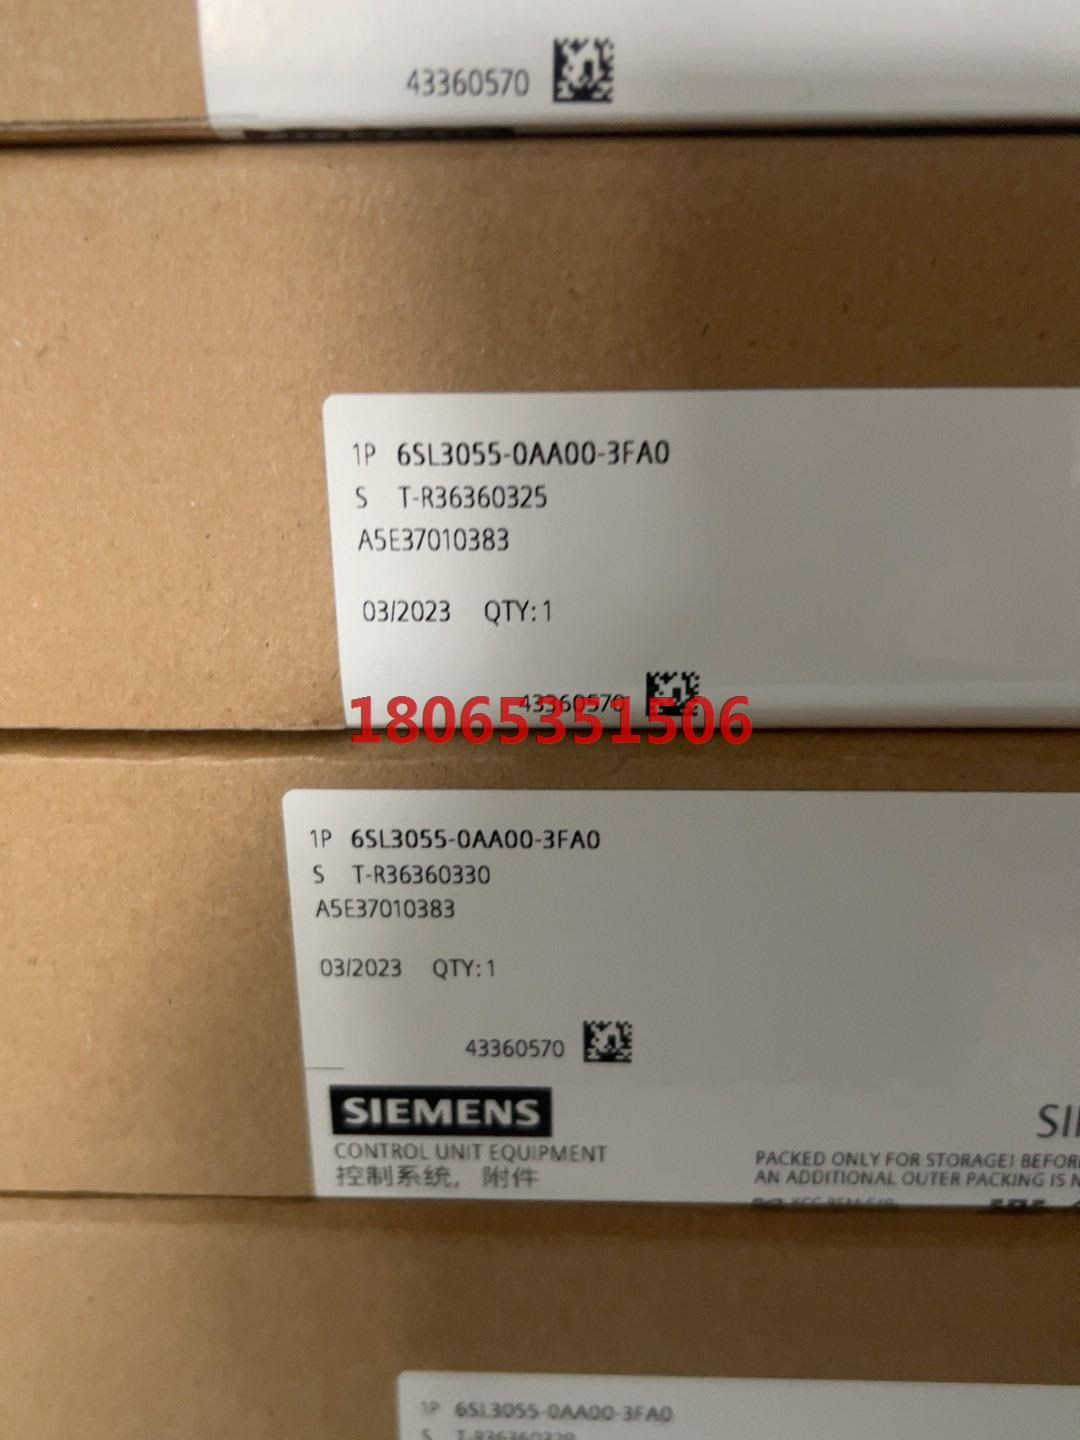 43360570
1P 6SL3055-0AA00-3FA0
S T-R36360325
A5E37010383
03/2023 QTY: 1
43360570
18065351506
1P 6SL3055-0AA00-3FA0
S T-R36360330
A5E37010383
03/2023 QTY: 1
43360570
SIEMENS
CONTROL UNIT EQUIPMENT
控制系统, 附件
SI
PACKED ONLY FOR STORAGE! BEFOR
AN ADDITIONAL OUTER PACKING IS N
1P 6SL3055-0AA00-3FA0
S